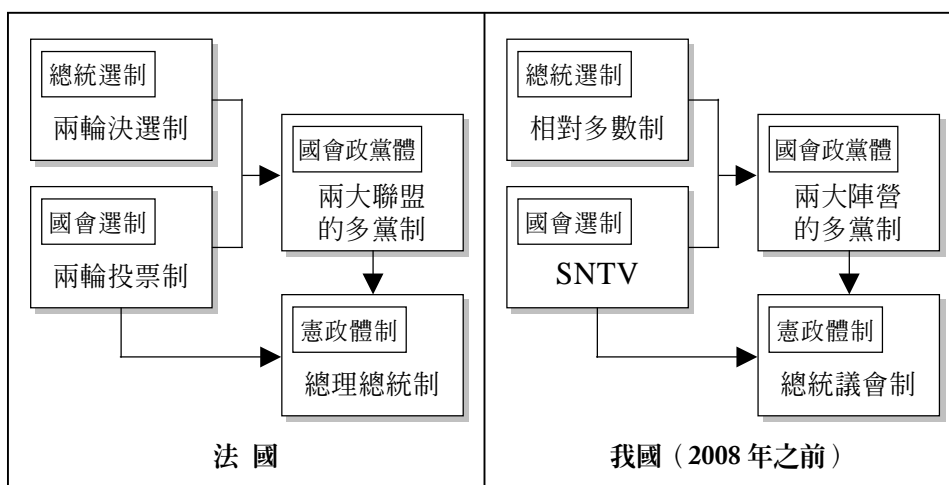 總統選制
兩輪決選制
國會選制
兩輪投票制
國會政黨體
兩大聯盟
的多黨制
憲政體制
總理總統制
法國
總統選制
相對多數制
國會選制
SNTV
國會政黨體
兩大陣營
的多黨制
憲政體制
總統議會制
我國（2008 年之前）